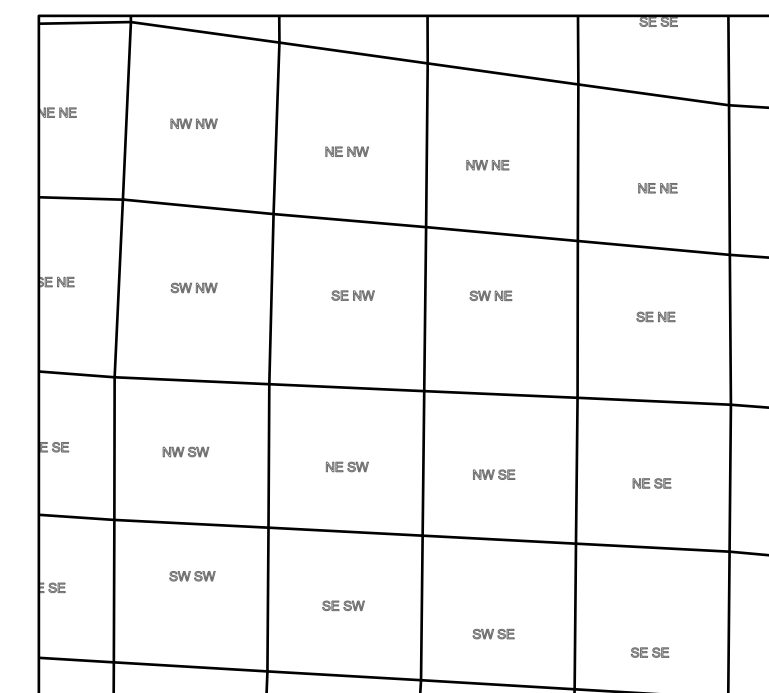 SE SE
NE NE
NW NW
NE NW
NW NE
NE NE
SE NE
SW NW
SE NW
SW NE
SE NE
E SE
NW SW
NE SW
NW SE
NE SE
E SE
SW SW
SE SW
SW SE
SE SE